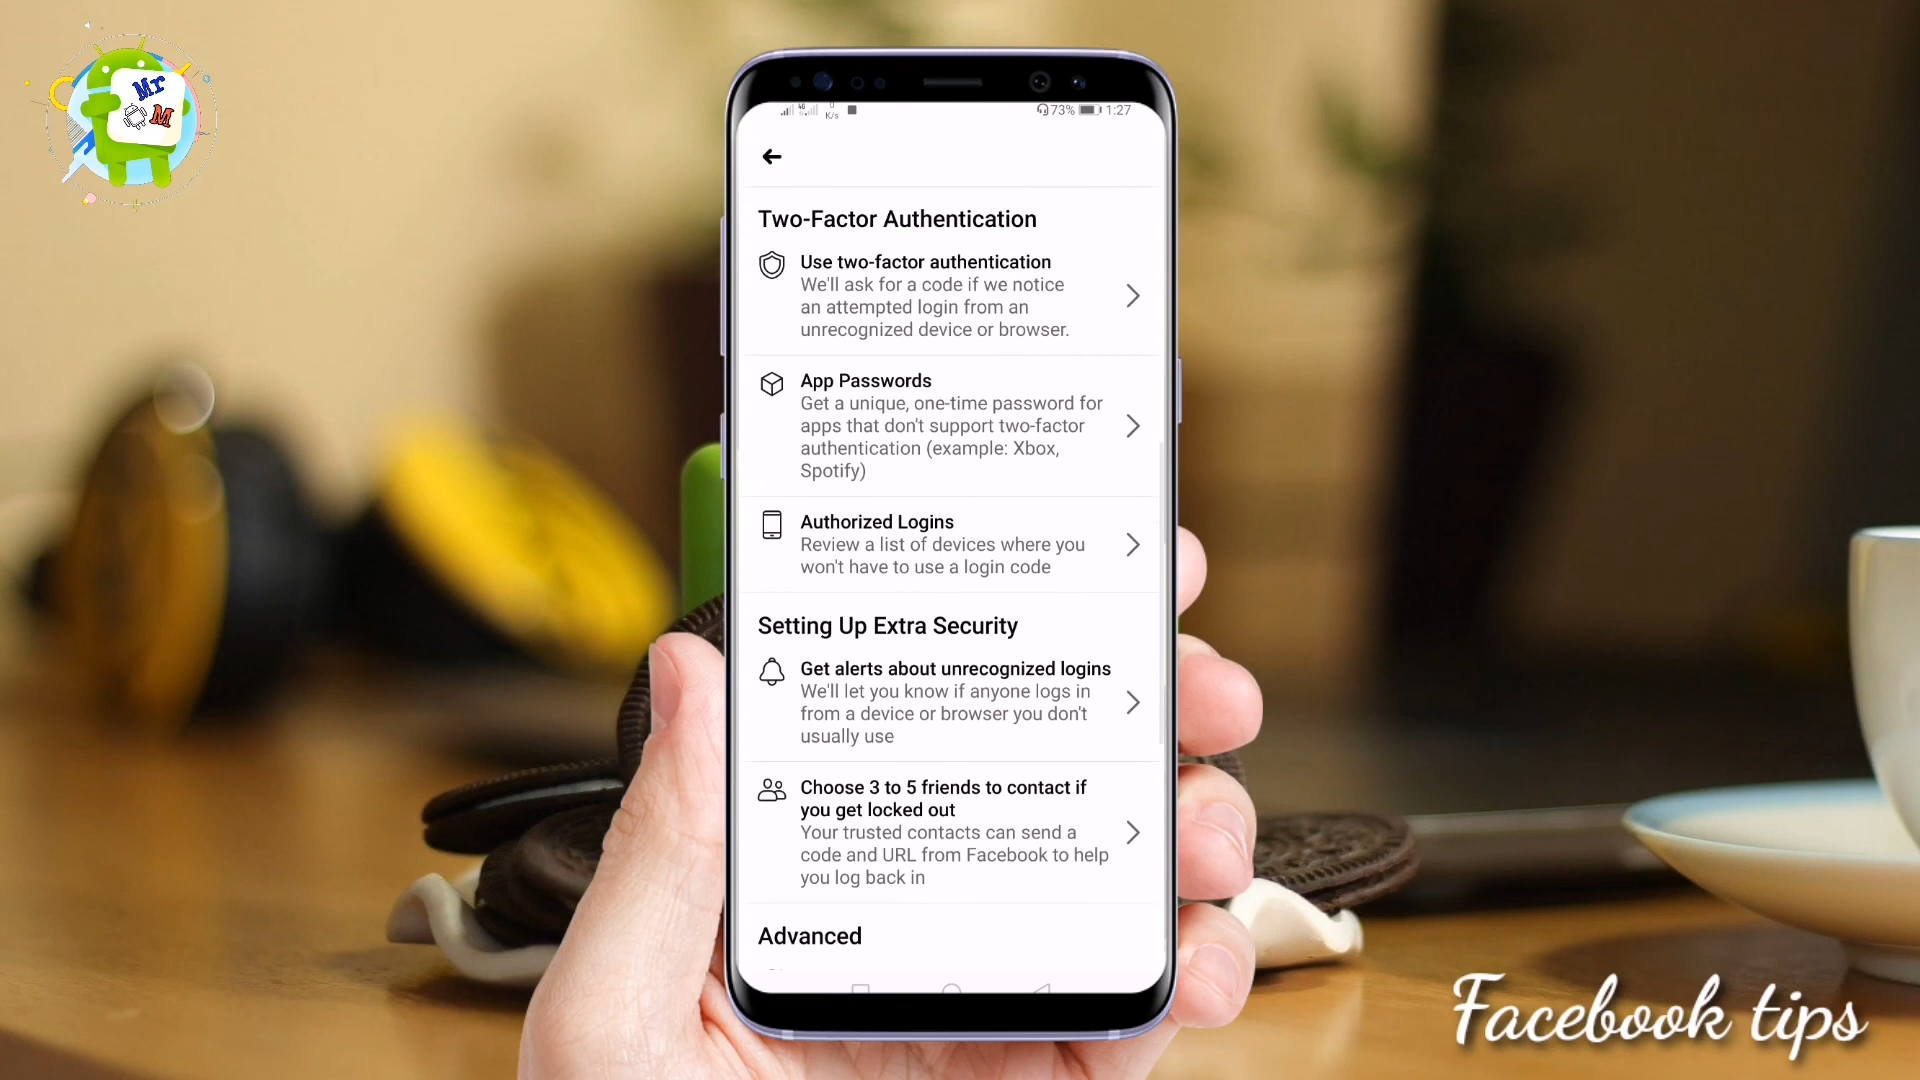 Mr
M
4G
0
K/s
73%
1:27
Two-Factor Authentication
Use two-factor authentication
We'll ask for a code if we notice
an attempted login from an
unrecognized device or browser.
App Passwords
Get a unique, one-time password for
apps that don't support two-factor
authentication (example: Xbox,
Spotify)
Authorized Logins
Review a list of devices where you
won't have to use a login code
Setting Up Extra Security
Get alerts about unrecognized logins
We'll let you know if anyone logs in
from a device or browser you don't
usually use
Choose 3 to 5 friends to contact if
you get locked out
Your trusted contacts can send a
code and URL from Facebook to help
you log back in
Advanced
Facebook tips